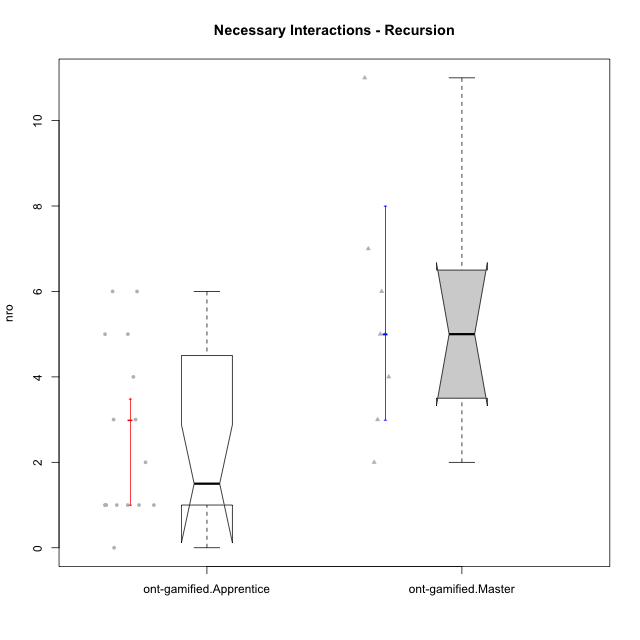 Necessary Interactions - Recursion
10
8
6
4
2
0
nro
ont-gamified.Apprentice
ont-gamified.Master